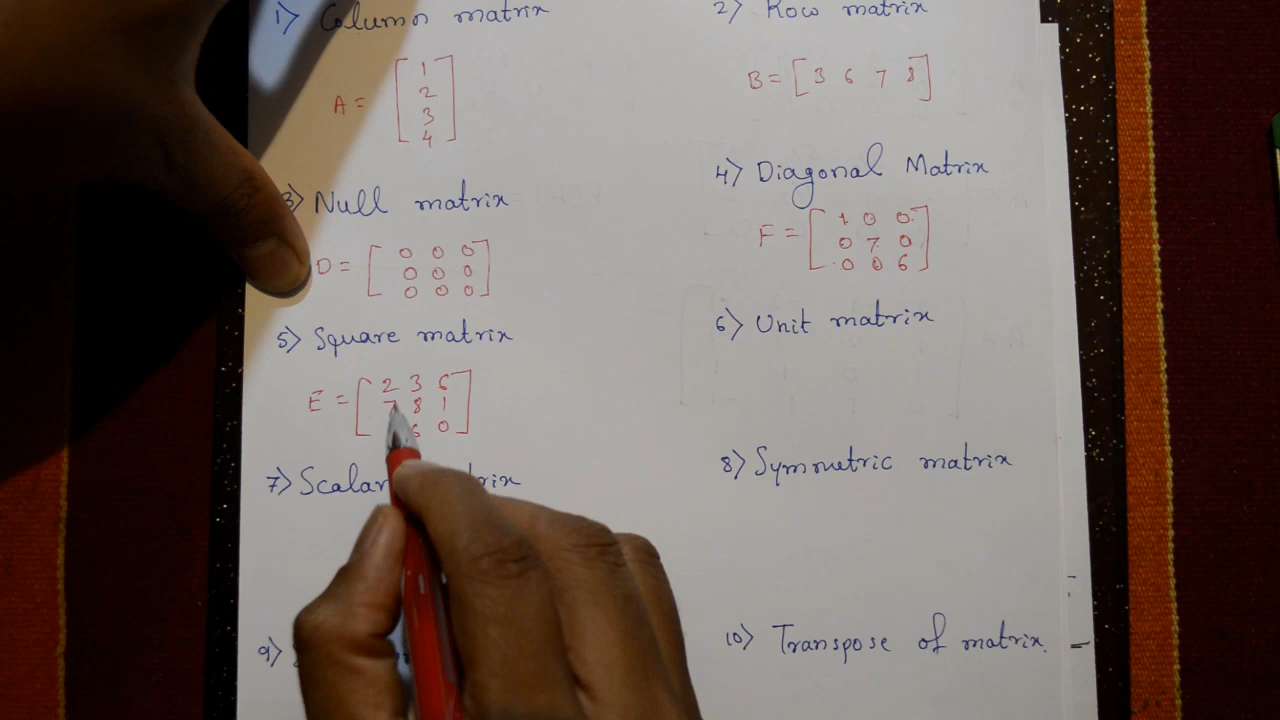 1) Column matrix
A = [ 1
2
3
4 ]
2) Row matrix
B = [ 3 6 7 8 ]
3) Null matrix
D = [ 0 0 0
0 0 0
0 0 0 ]
4) Diagonal Matrix
F = [ 1 0 0
0 7 0
0 0 6 ]
5) Square matrix
E = [ 2 3 5
7 8 1
6 0 ]
6) Unit matrix
7) Scalar
8) Symmetric matrix
9)
10) Transpose of matrix.